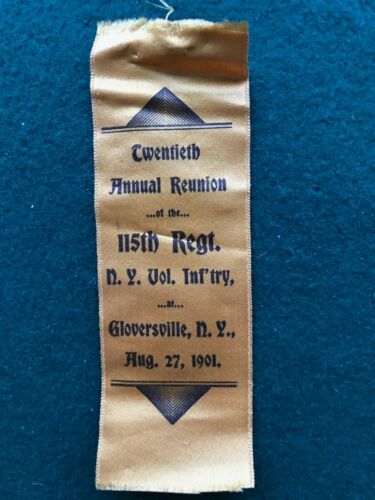 Twentieth
Annual Reunion
...of the...
115th Regt.
N. Y. Vol. Inf'try,
...at...
Gloversville, N. Y.,
Aug. 27, 1901.